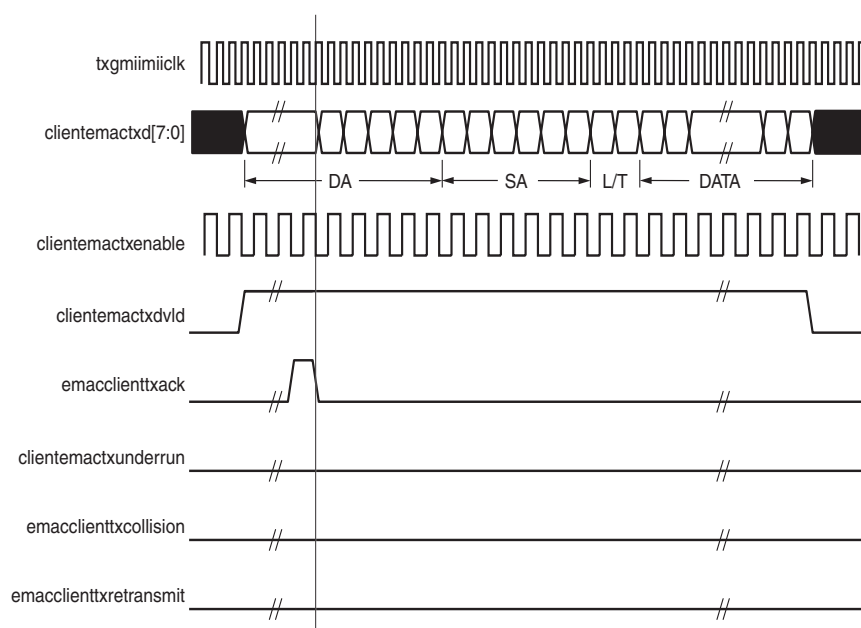 txgmiimiiclk
clientemactxd[7:0]
DA SA L/T DATA
clientemactxenable
clientemactxdvld
emacclienttxack
clientemactxunderrun
emacclienttxcollision
emacclienttxretransmit